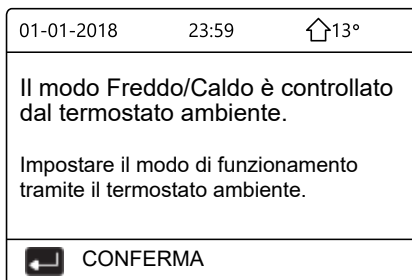 01-01-2018 23:59 13°
Il modo Freddo/Caldo è controllato
dal termostato ambiente.
Impostare il modo di funzionamento
tramite il termostato ambiente.
CONFERMA